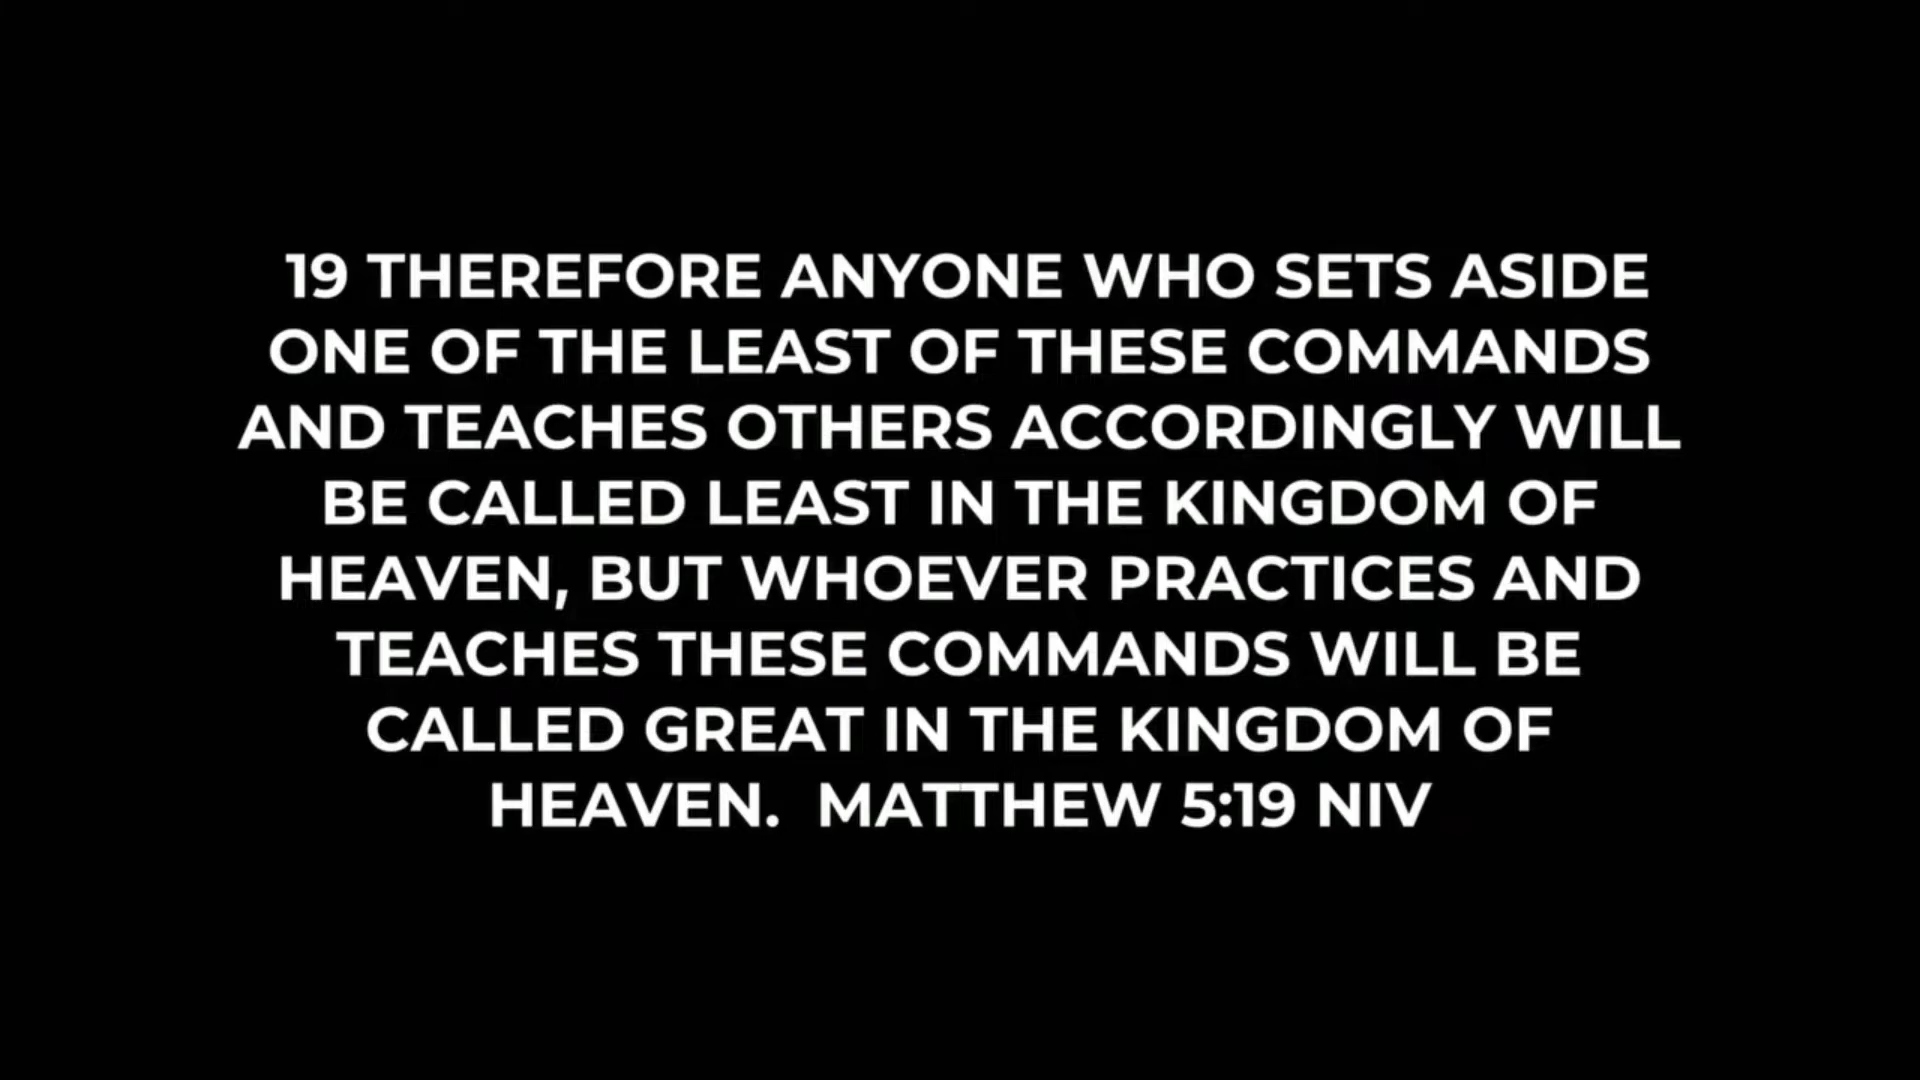 19 THEREFORE ANYONE WHO SETS ASIDE
ONE OF THE LEAST OF THESE COMMANDS
AND TEACHES OTHERS ACCORDINGLY WILL
BE CALLED LEAST IN THE KINGDOM OF
HEAVEN, BUT WHOEVER PRACTICES AND
TEACHES THESE COMMANDS WILL BE
CALLED GREAT IN THE KINGDOM OF
HEAVEN.  MATTHEW 5:19 NIV